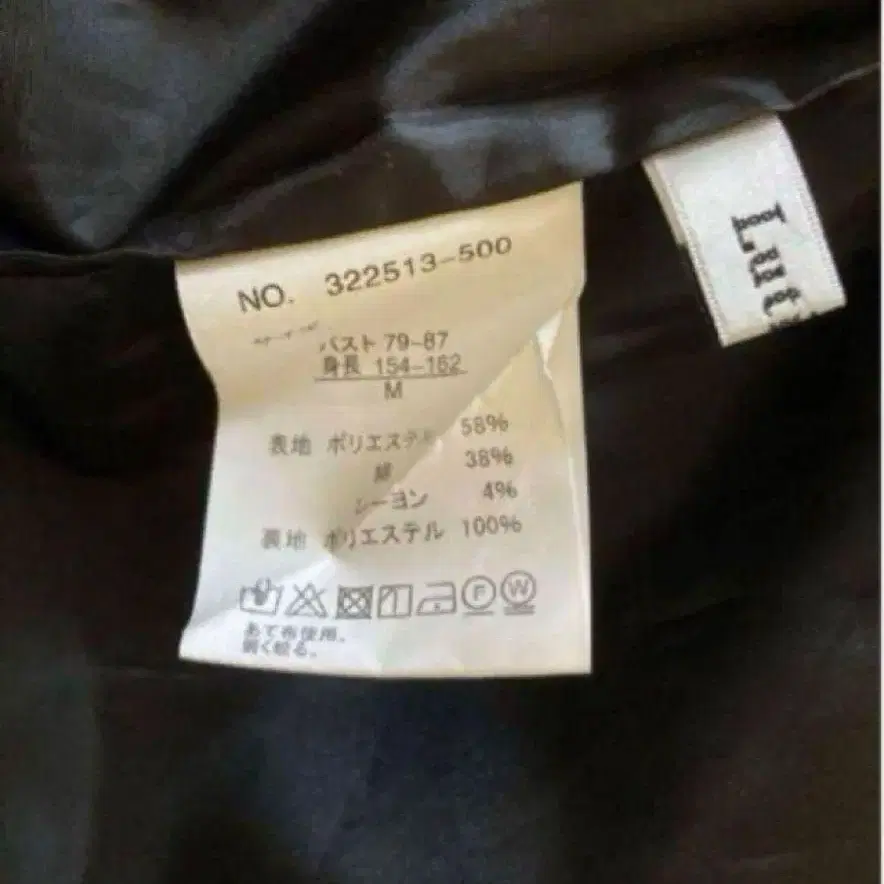 NO. 322513-500
バスト 79-87
身長 154-162
M
表地 ポリエステル 58%
綿 38%
レーヨン 4%
裏地 ポリエステル 100%
F W
あて布使用。
弱く絞る。
Lut